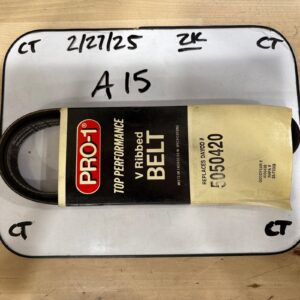 CT 2/27/25 ZK CT
A15
PRO-1®
TOP PERFORMANCE
V Ribbed
BELT
REPLACES DAYCO #
5050420
CT
CT